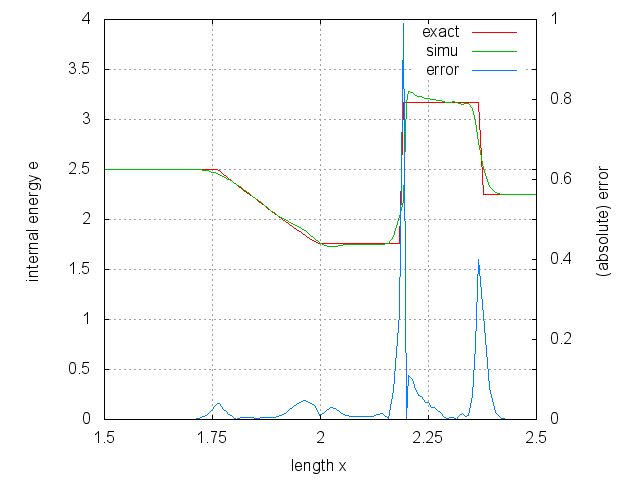 4
3.5
3
2.5
2
1.5
1
0.5
0
internal energy e
1
0.8
0.6
0.4
0.2
0
(absolute) error
exact
simu
error
1.5 1.75 2 2.25 2.5
length x